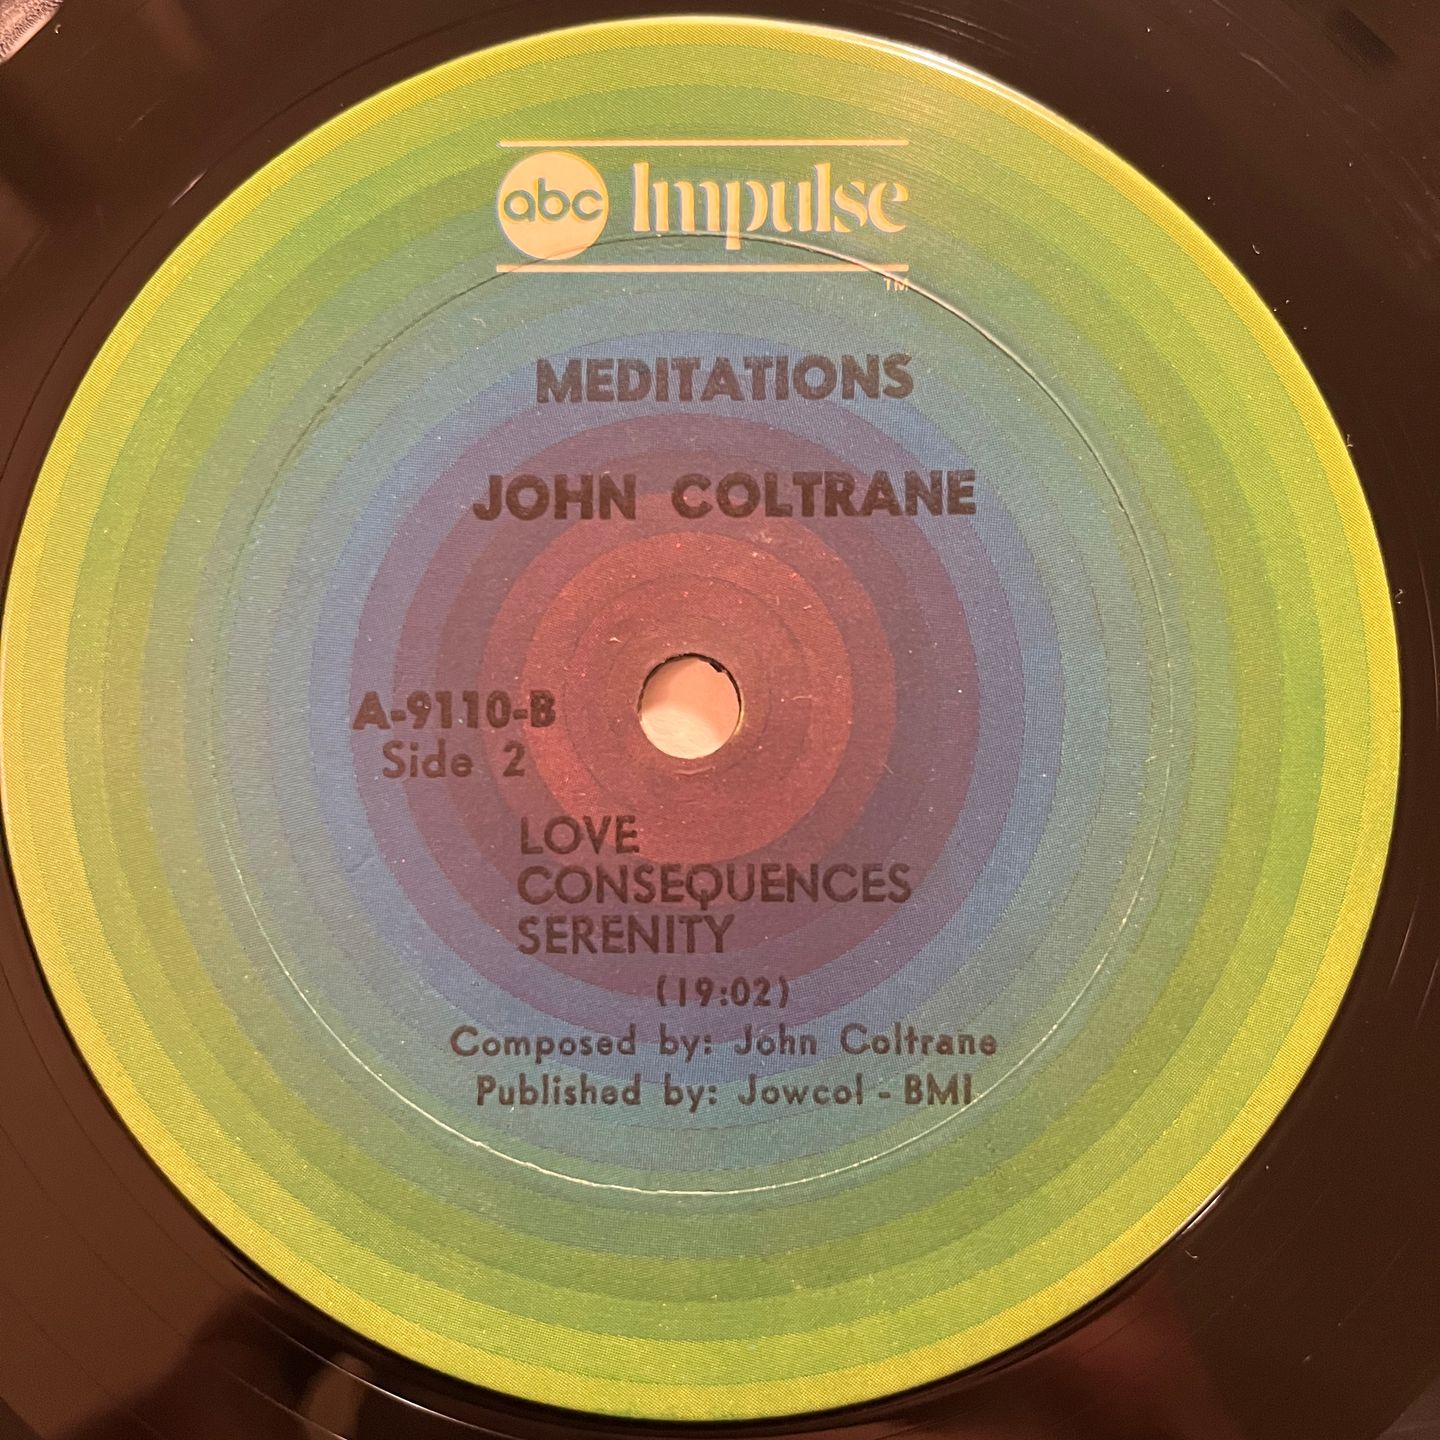 abc Impulse
TM
MEDITATIONS
JOHN COLTRANE
A-9110-B
Side 2
LOVE
CONSEQUENCES
SERENITY
(19:02)
Composed by: John Coltrane
Published by: Jowcol - BMI